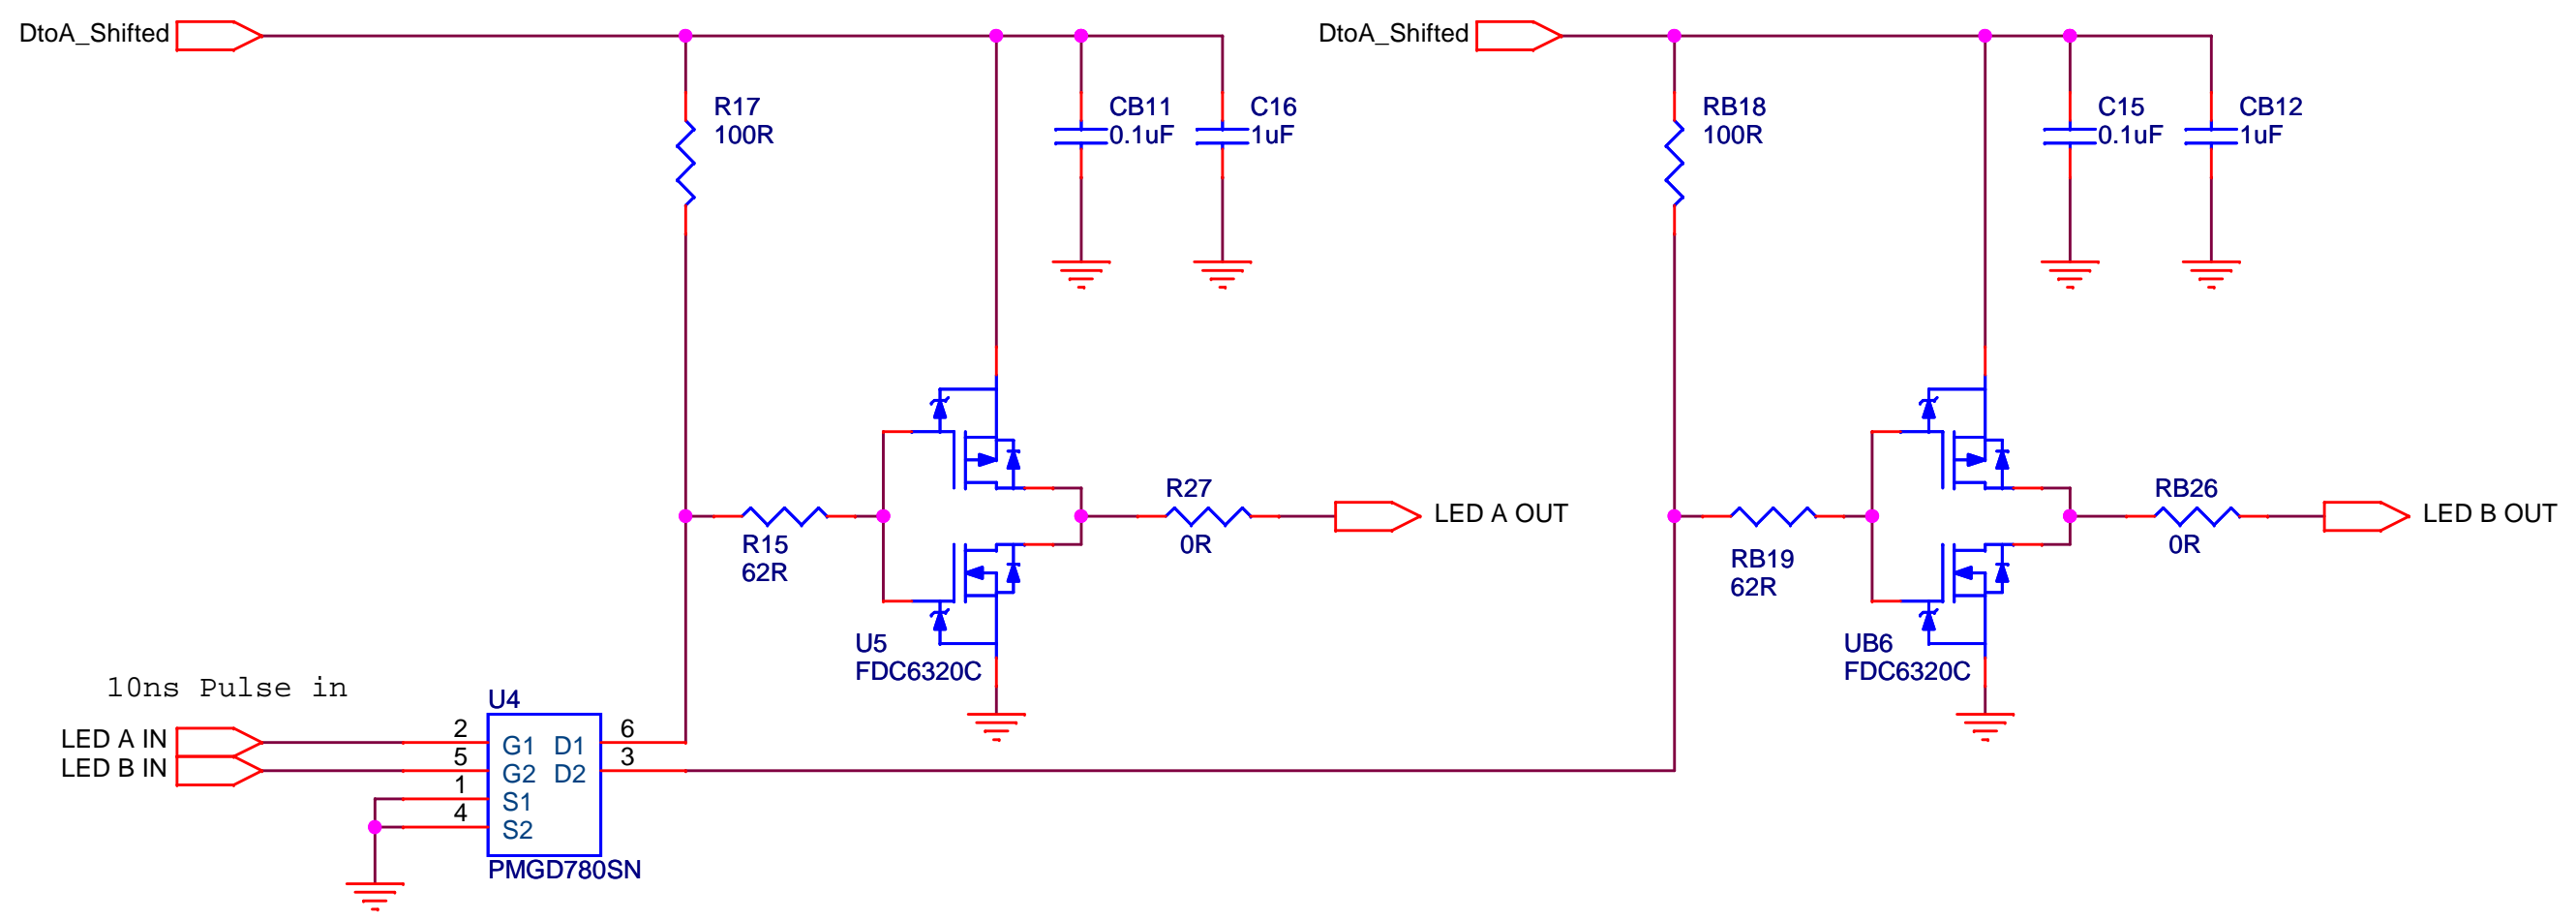 DtoA_Shifted
R17
100R
CB11
0.1uF
C16
1uF
R15
62R
R27
0R
LED A OUT
U5
FDC6320C
DtoA_Shifted
RB18
100R
C15
0.1uF
CB12
1uF
RB19
62R
RB26
0R
LED B OUT
UB6
FDC6320C
10ns Pulse in
LED A IN
LED B IN
U4
2 G1 D1 6
5 G2 D2 3
1 S1
4 S2
PMGD780SN